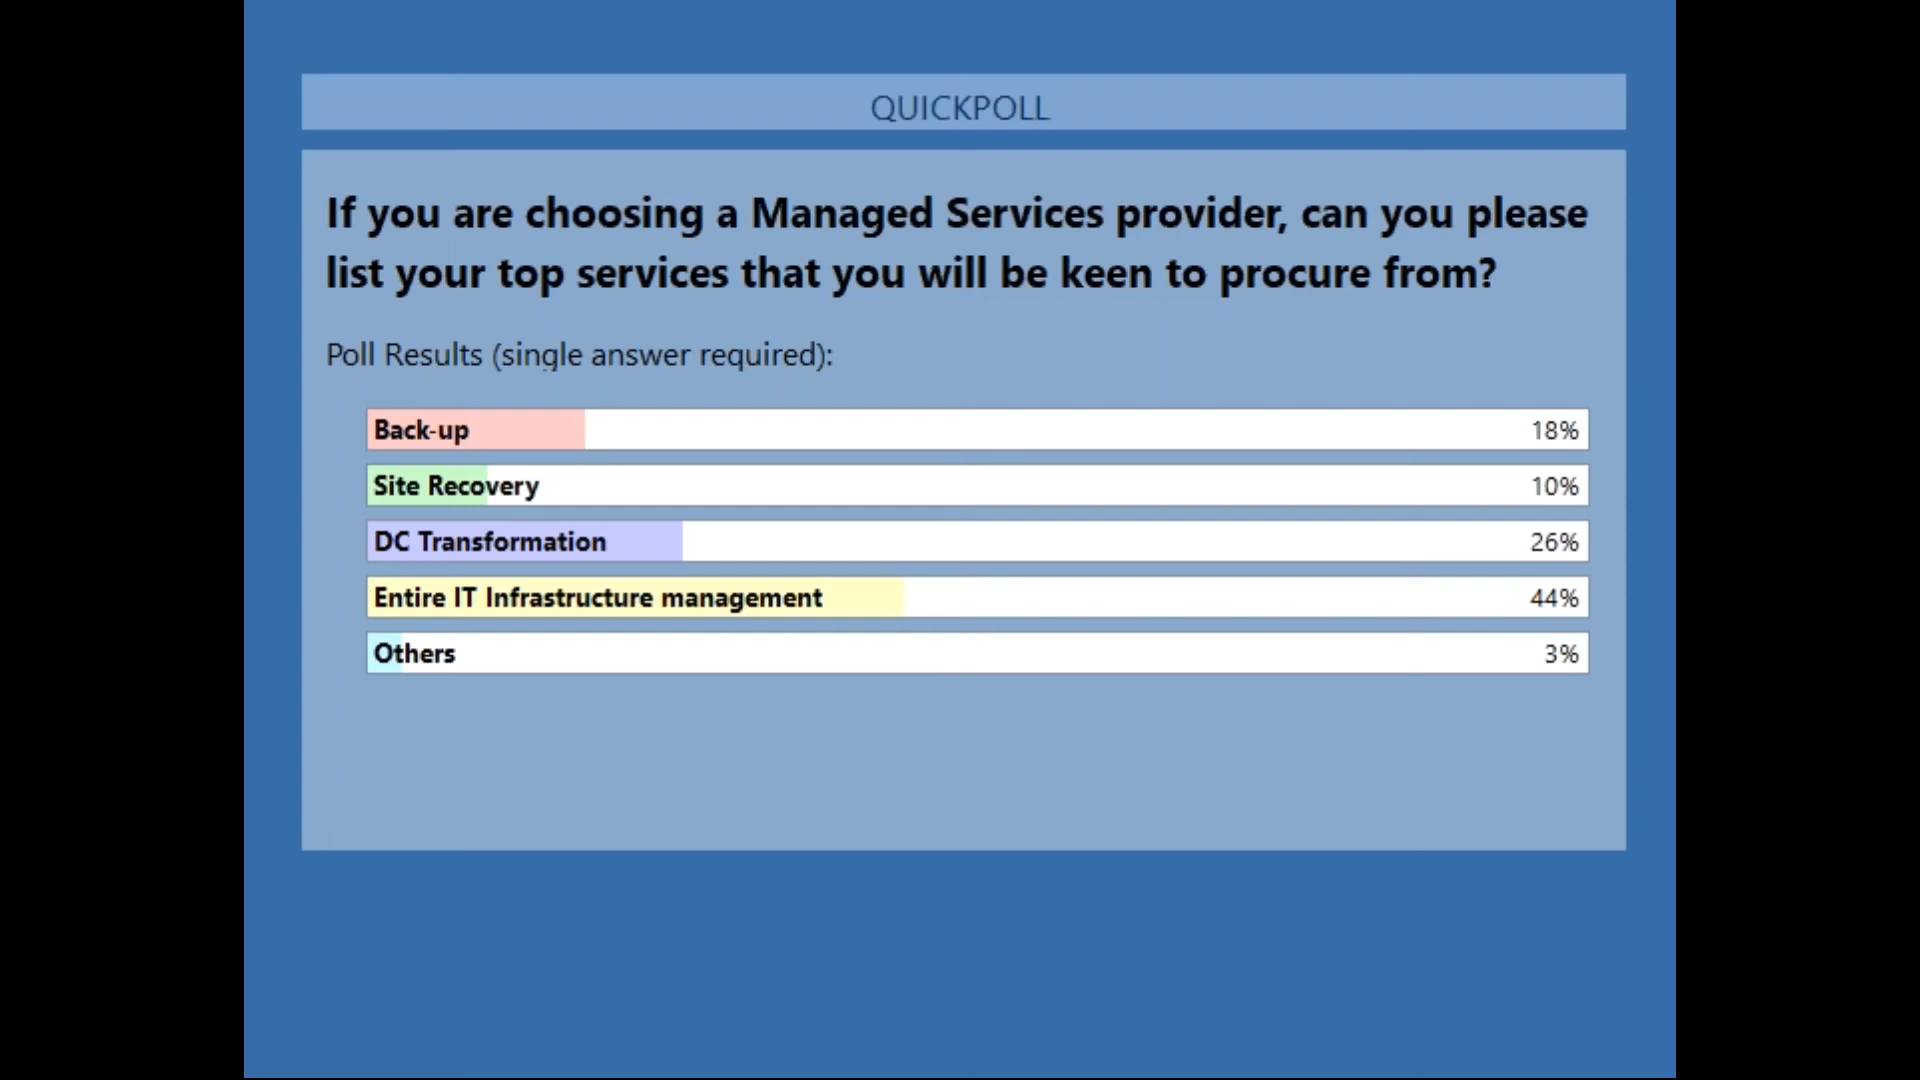 QUICKPOLL
If you are choosing a Managed Services provider, can you please
list your top services that you will be keen to procure from?
Poll Results (single answer required):
Back-up 18%
Site Recovery 10%
DC Transformation 26%
Entire IT Infrastructure management 44%
Others 3%